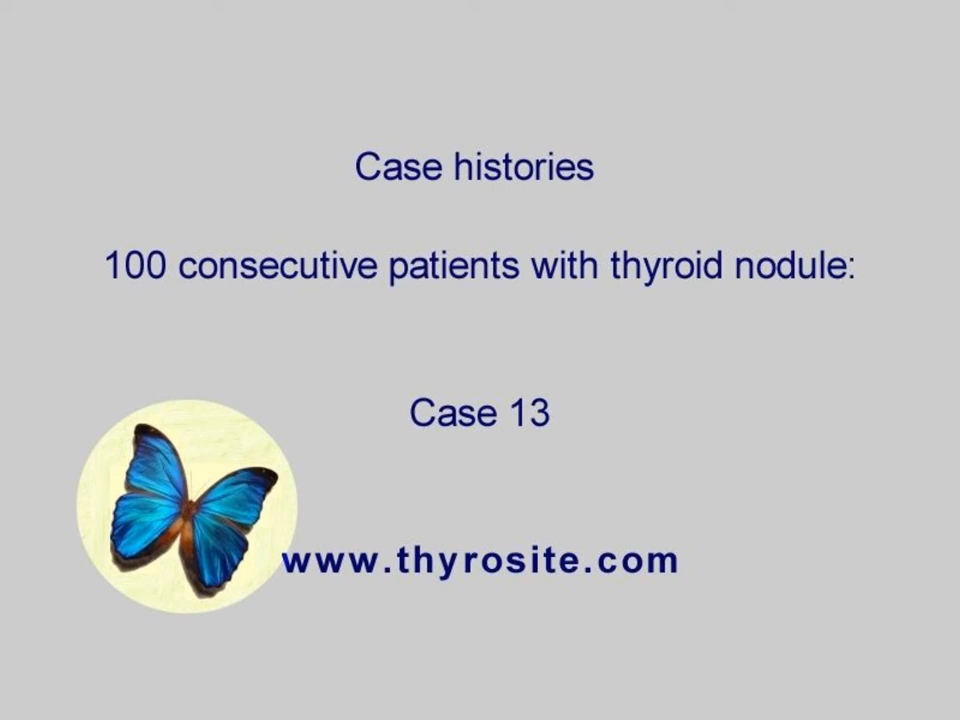 Case histories
100 consecutive patients with thyroid nodule:
Case 13
www.thyrosite.com